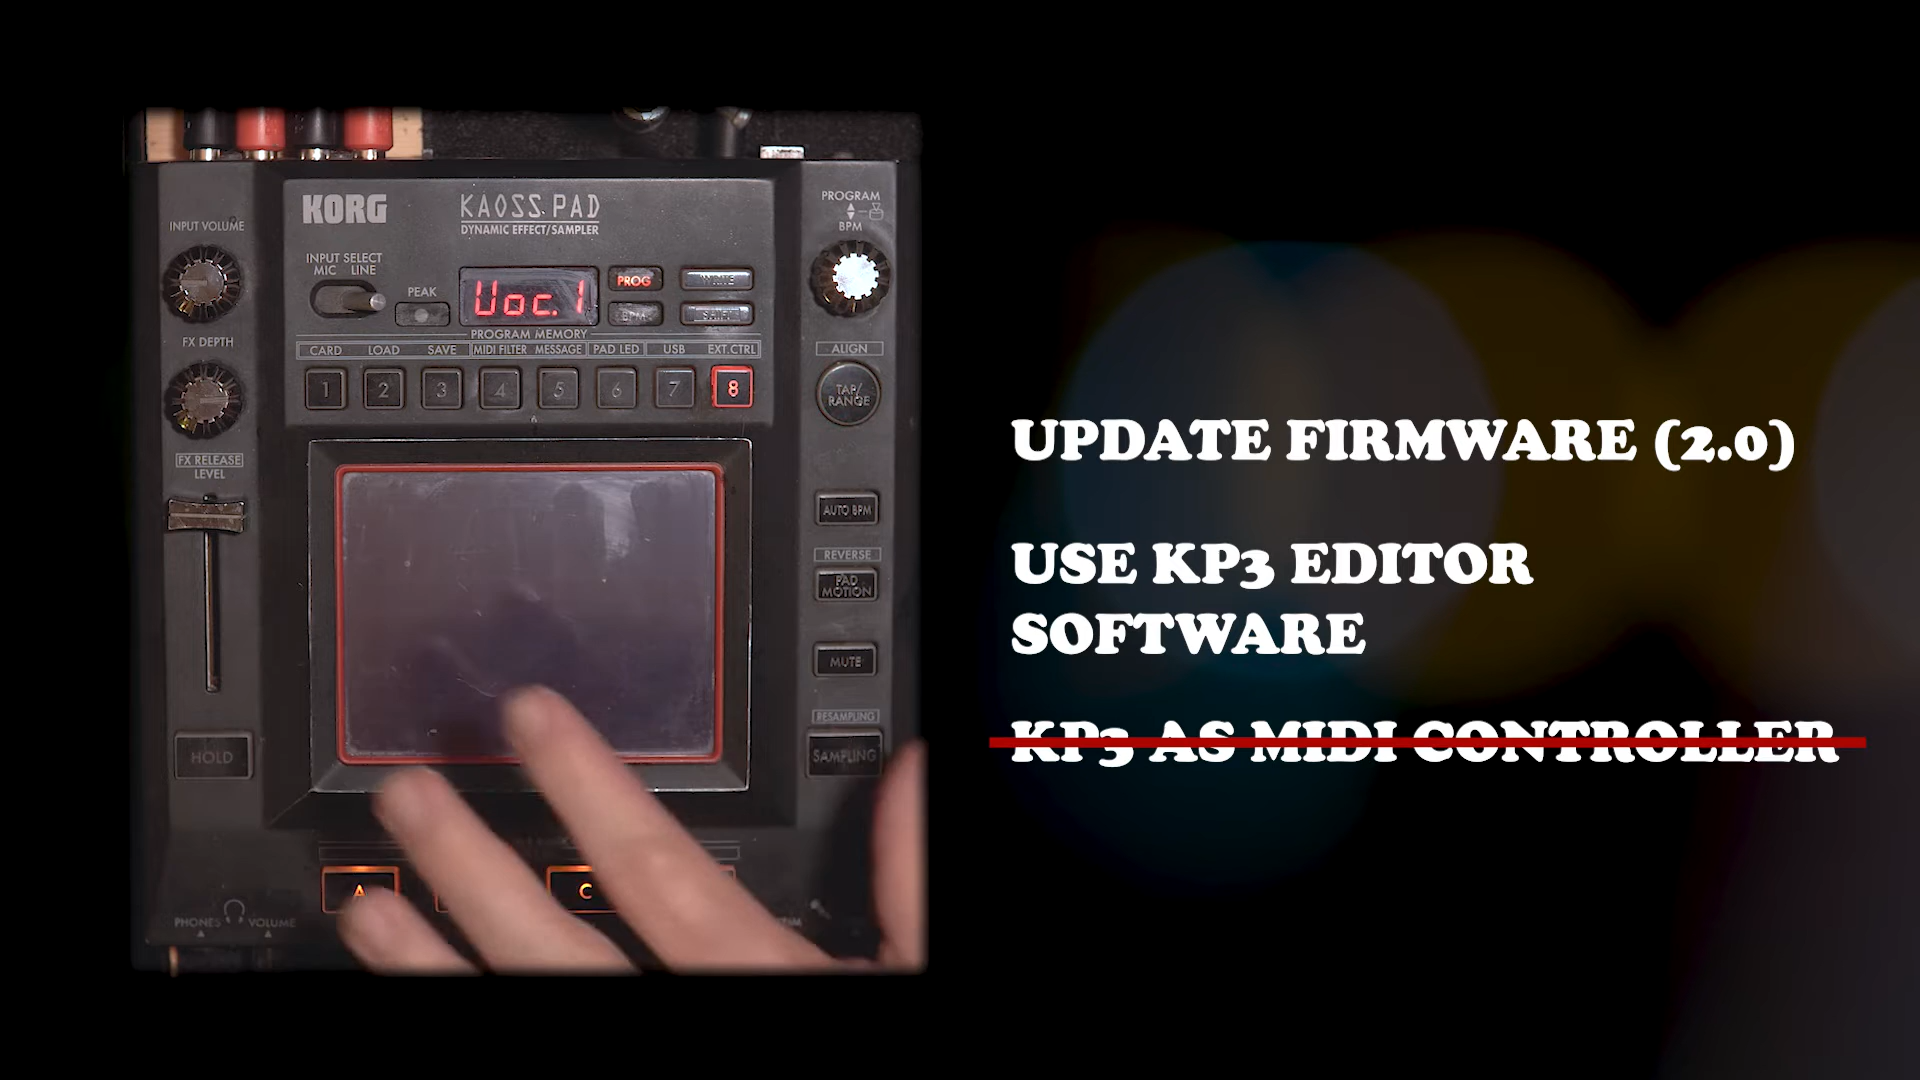 KORG
KAOSS PAD
DYNAMIC EFFECT/SAMPLER
INPUT VOLUME
INPUT SELECT
MIC LINE
PEAK
Voc.1
PROG
BPM
WRITE
PROGRAM
BPM
FX DEPTH
PROGRAM MEMORY
CARD LOAD SAVE MIDI FILTER MESSAGE PAD LED USB EXT.CTRL
1 2 3 4 5 6 7 8
ALIGN
TAP/
RANGE
FX RELEASE
LEVEL
AUTO BPM
REVERSE
PAD
MOTION
MUTE
RESAMPLING
SAMPLING
HOLD
A C
PHONES VOLUME
UPDATE FIRMWARE (2.0)
USE KP3 EDITOR
SOFTWARE
KP3 AS MIDI CONTROLLER